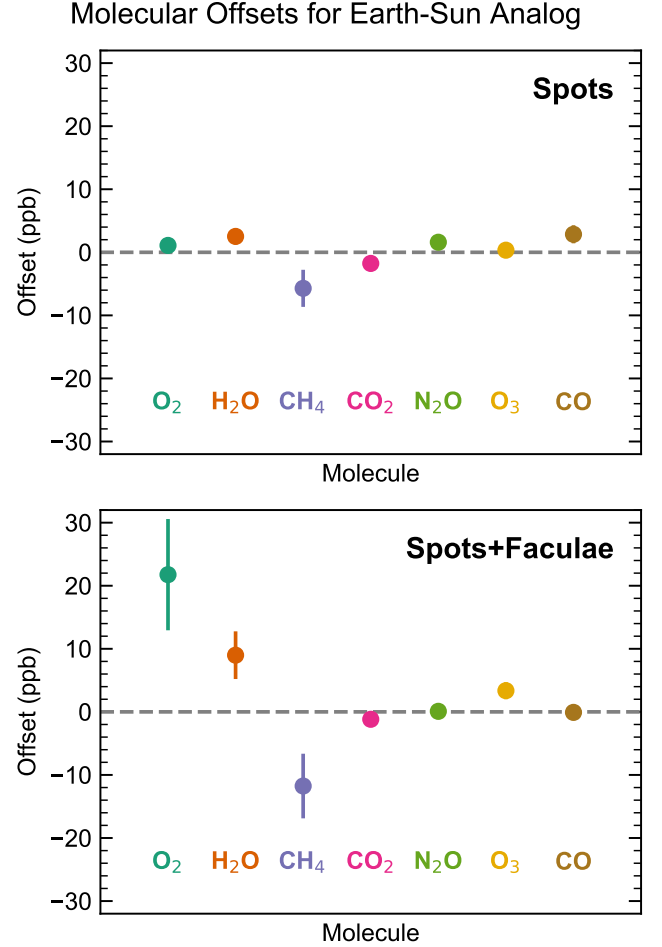 Molecular Offsets for Earth-Sun Analog
Spots
30
20
10
0
−10
−20
−30
Offset (ppb)
O₂ H₂O CH₄ CO₂ N₂O O₃ CO
Molecule
Spots+Faculae
30
20
10
0
−10
−20
−30
Offset (ppb)
O₂ H₂O CH₄ CO₂ N₂O O₃ CO
Molecule